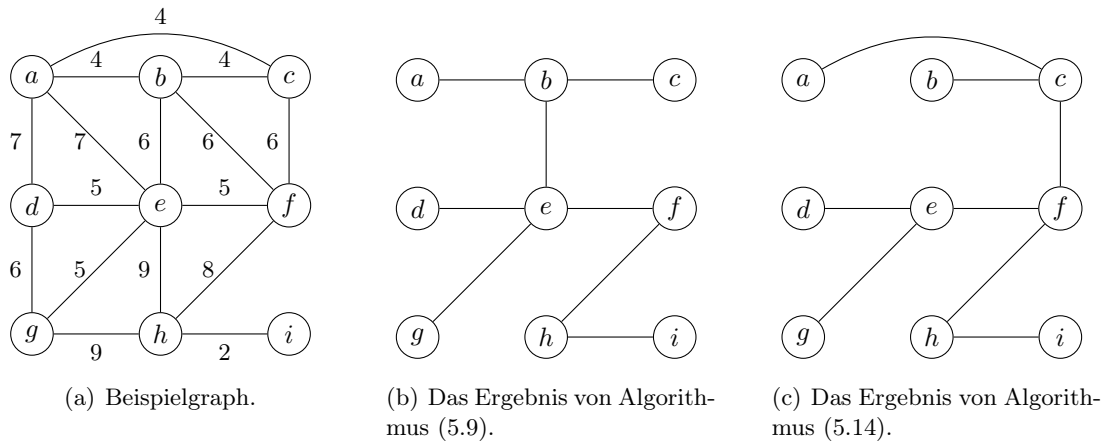 4
a 4 b 4 c
7 7 6 6 6
d 5 e 5 f
6 5 9 8
g 9 h 2 i
a b c
d e f
g h i
a b c
d e f
g h i
(a) Beispielgraph.
(b) Das Ergebnis von Algorith-
mus (5.9).
(c) Das Ergebnis von Algorith-
mus (5.14).